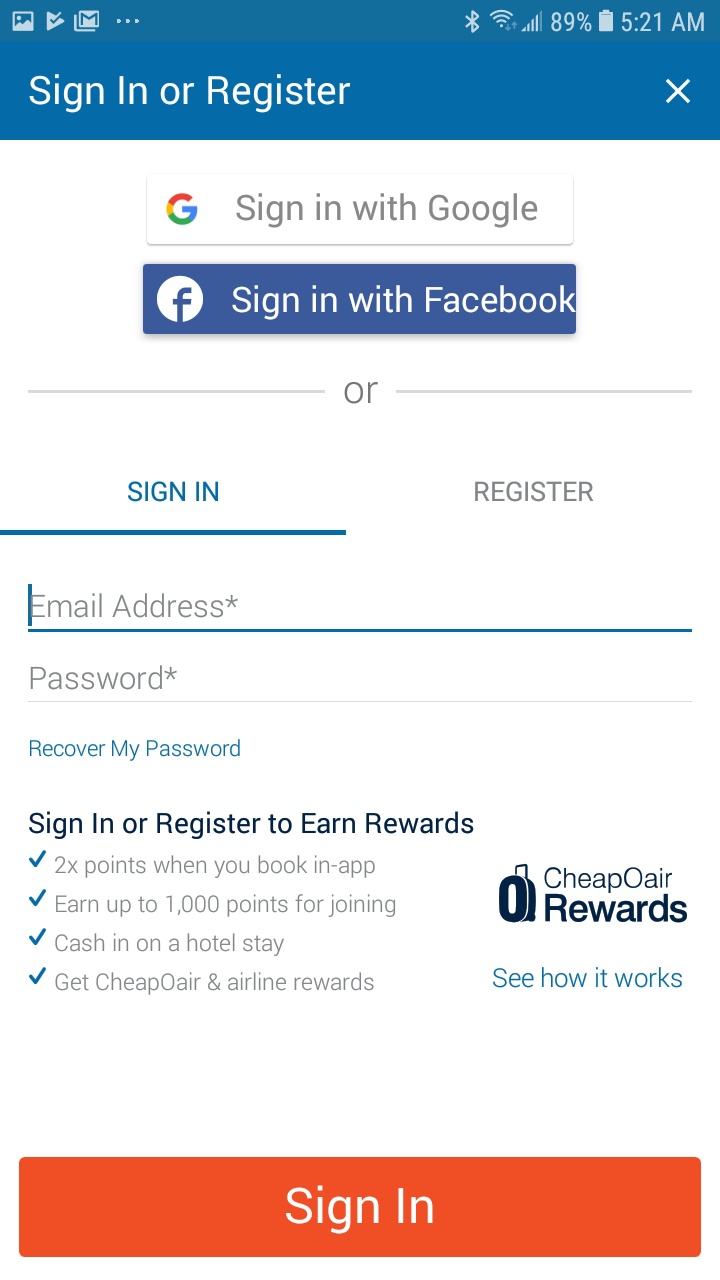 89% 5:21 AM
Sign In or Register
Sign in with Google
Sign in with Facebook
or
SIGN IN REGISTER
Email Address*
Password*
Recover My Password
Sign In or Register to Earn Rewards
2x points when you book in-app
Earn up to 1,000 points for joining
Cash in on a hotel stay
Get CheapOair & airline rewards
CheapOair
Rewards
See how it works
Sign In